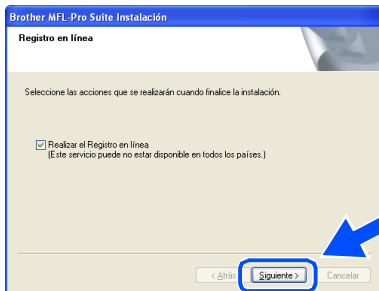 Brother MFL-Pro Suite Instalación
Registro en línea
Seleccione las acciones que se realizarán cuando finalice la instalación.
Realizar el Registro en línea
(Este servicio puede no estar disponible en todos los países.)
< Atrás
Siguiente >
Cancelar